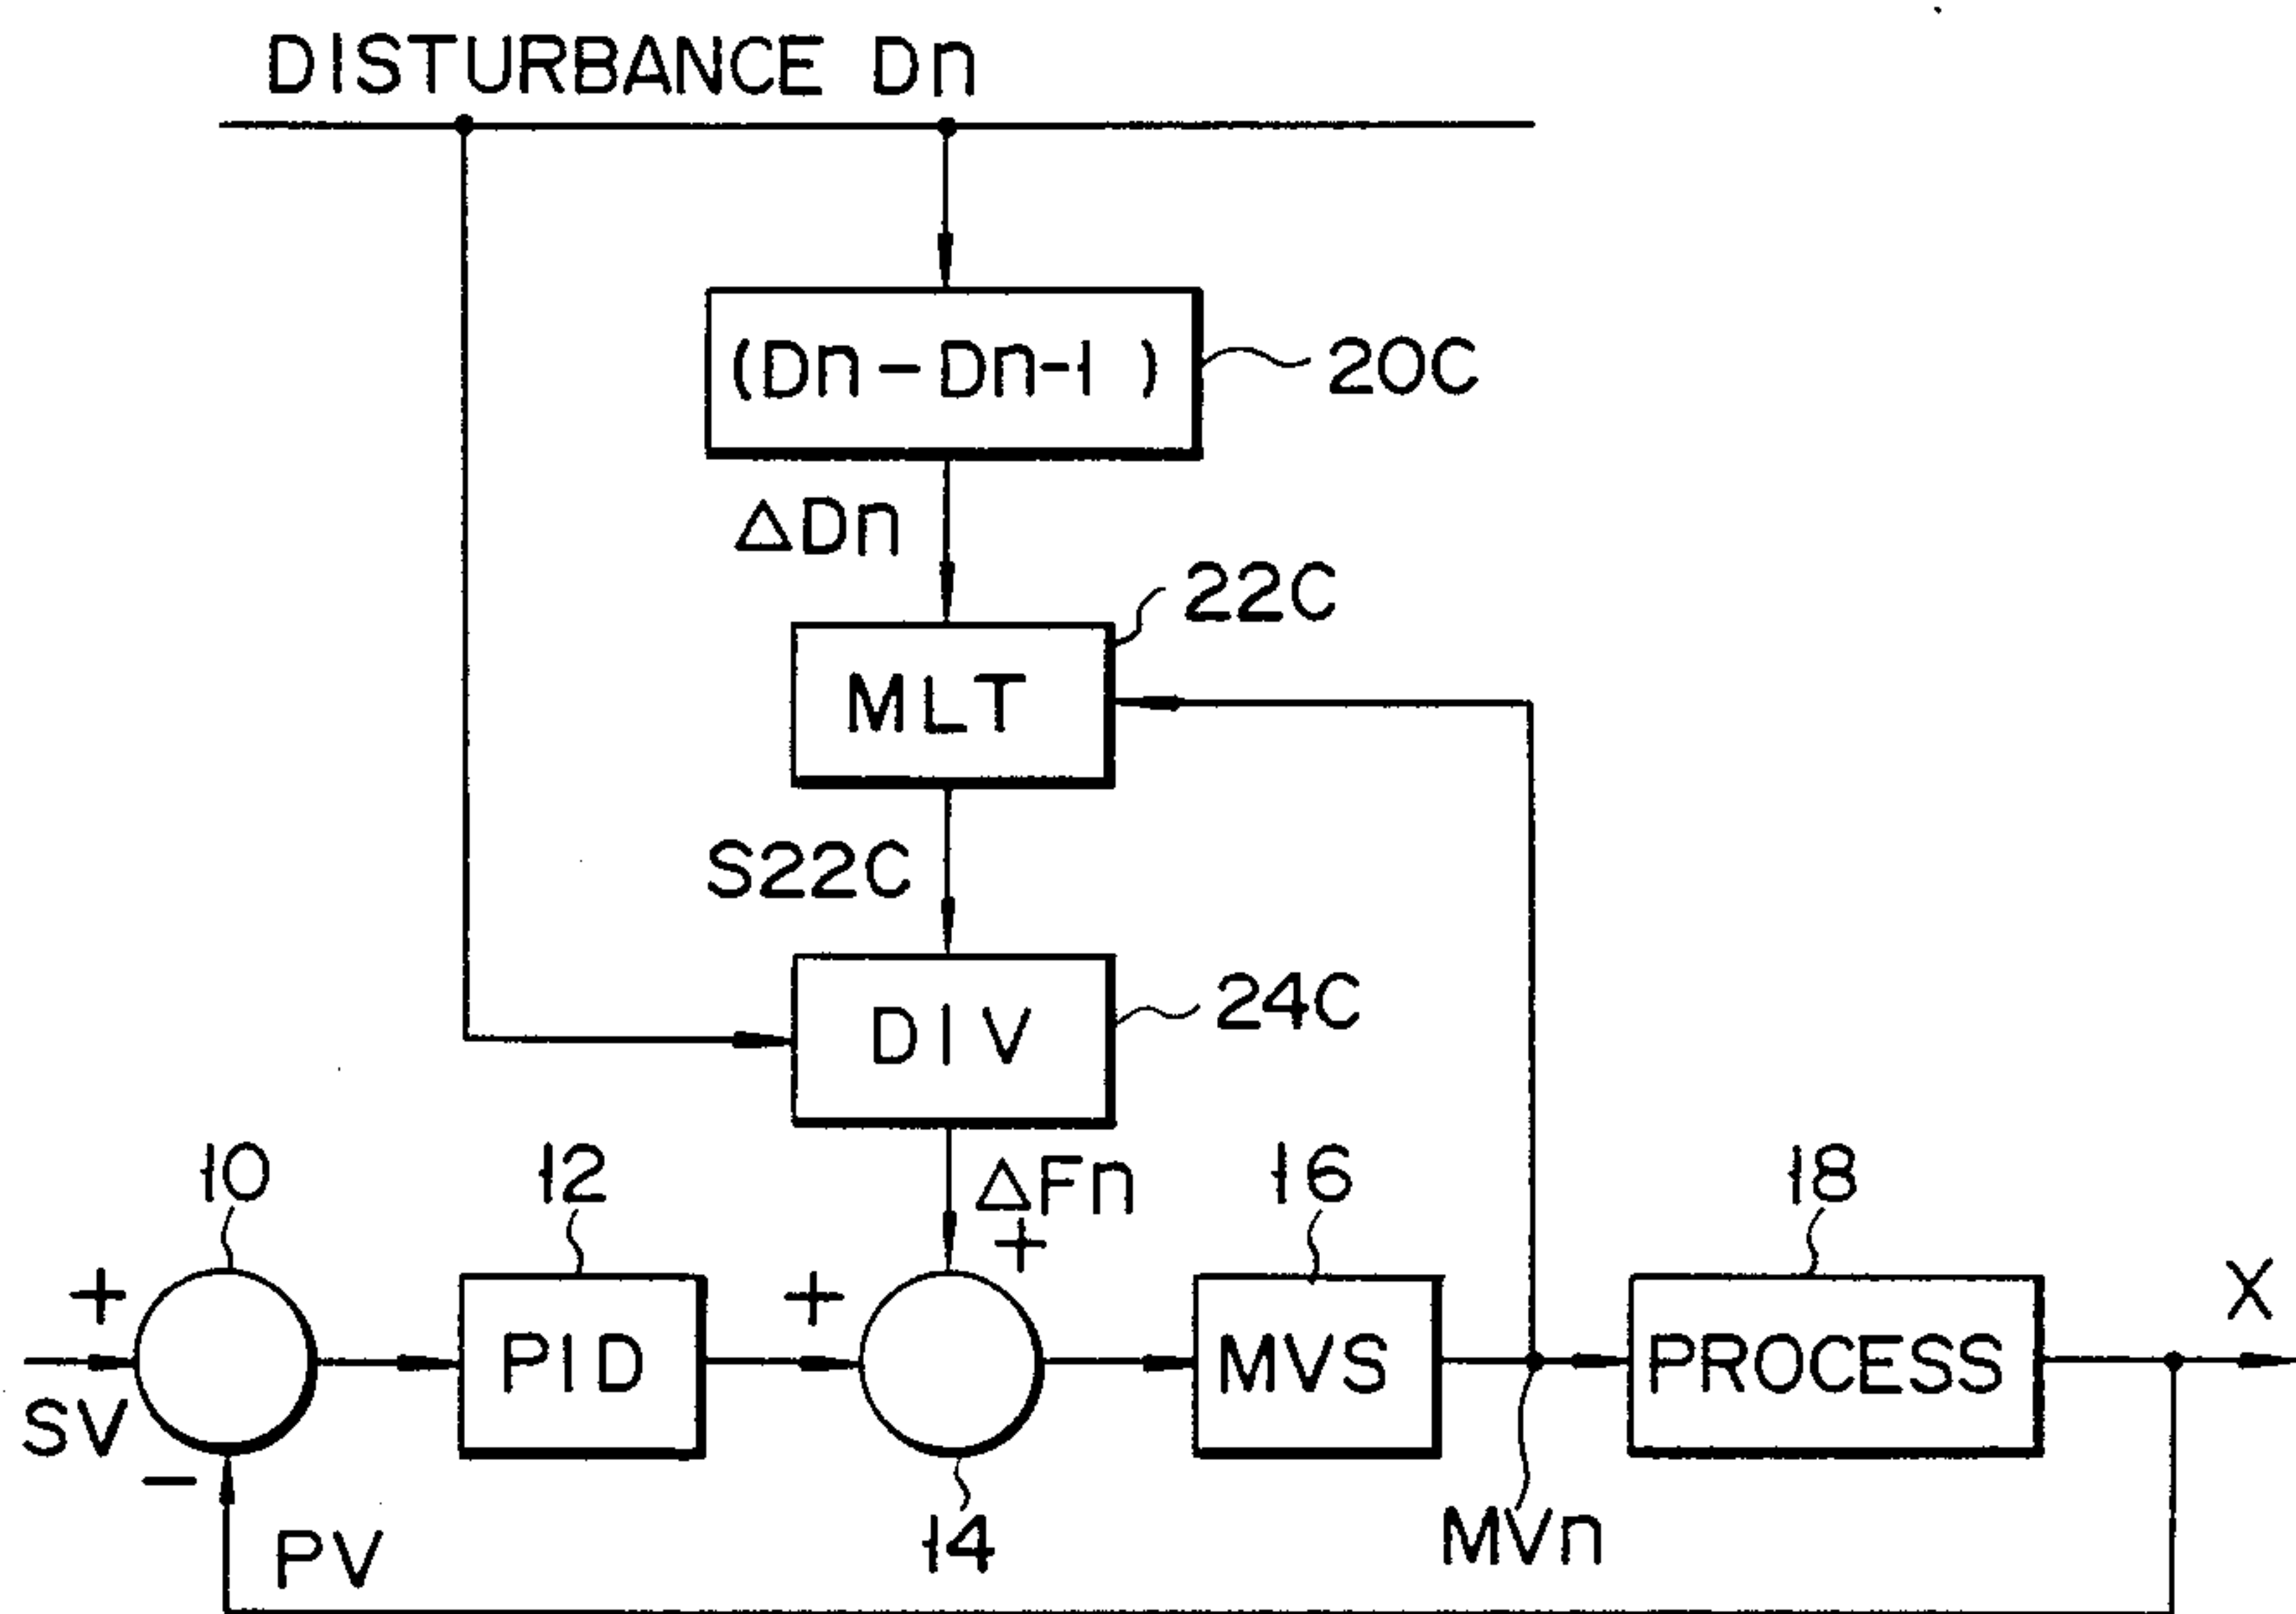 DISTURBANCE Dn
(Dn-Dn-1)
20C
ΔDn
22C
MLT
S22C
24C
DIV
10
12
ΔFn
16
18
+
+
+
X
PID
MVS
PROCESS
SV
-
PV
14
MVn